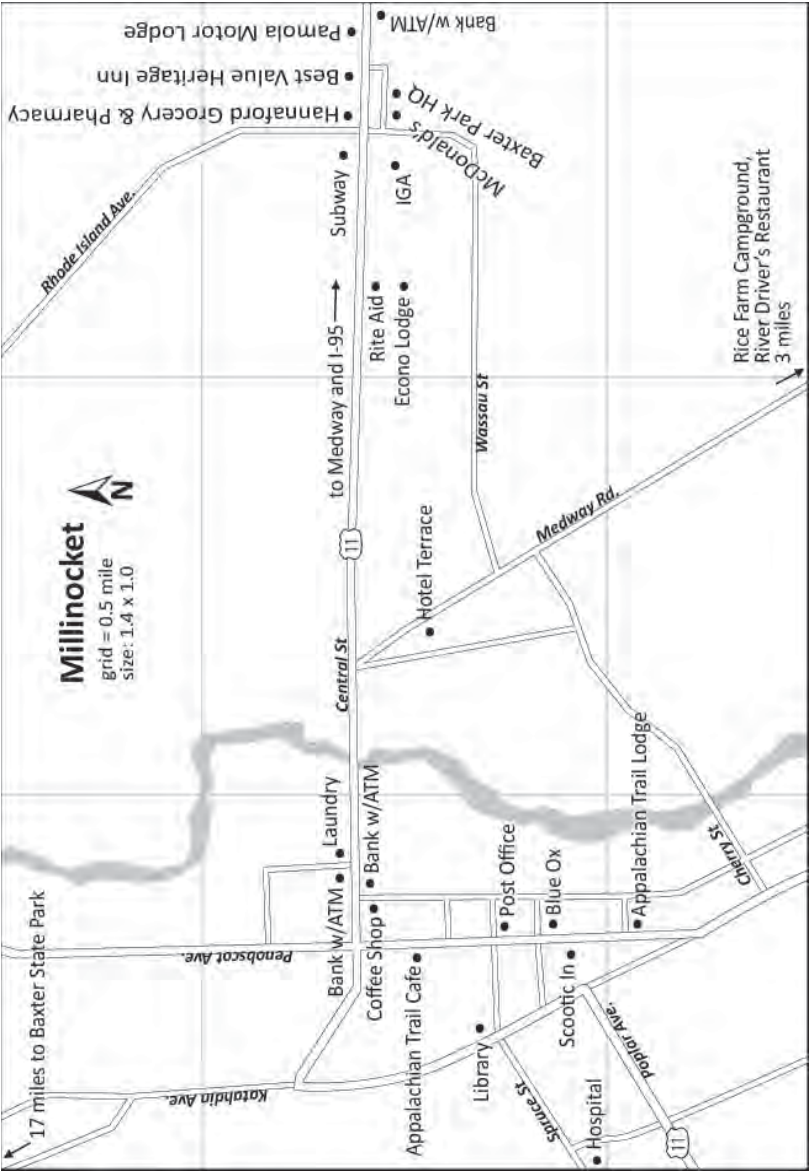 Millinocket
grid = 0.5 mile
size: 1.4 x 1.0
N
17 miles to Baxter State Park
Penobscot Ave.
Katahdin Ave.
Bank w/ATM
Laundry
Coffee Shop
Bank w/ATM
Appalachian Trail Cafe
Library
Post Office
Blue Ox
Scootic In
Appalachian Trail Lodge
Spruce St
Poplar Ave.
Hospital
11
Cherry St
Central St
11
to Medway and I-95
Hotel Terrace
Medway Rd.
Wassau St
Rite Aid
Econo Lodge
Subway
IGA
Rhode Island Ave.
McDonald's
Baxter Park HQ
Hannaford Grocery & Pharmacy
Best Value Heritage Inn
Pamola Motor Lodge
Bank w/ATM
Rice Farm Campground,
River Driver's Restaurant
3 miles